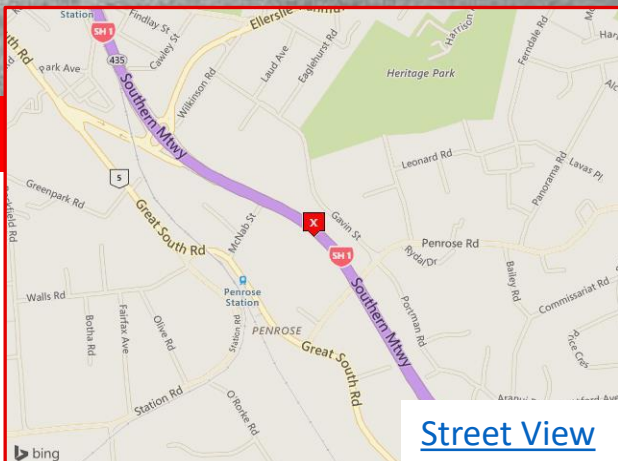 Station
SH 1
Findlay St
Ellerslie
435
Cawley St
Laud Ave
Eaglehurst Rd
Harrison
Ferndale Rd
Park Ave
Wilkinson Rd
Heritage Park
Southern Mtwy
South Rd
Leonard Rd
Lavas Pl
Panorama Rd
5
Greenpark Rd
Great South Rd
McNab St
X
Gavin St
SH 1
Penrose Rd
Rydal Dr
Bailey Rd
Commissariat Rd
Penrose
Station
Walls Rd
Botha Rd
Fairfax Ave
Olive Rd
Station Rd
PENROSE
Southern Mtwy
Portman Rd
Great South Rd
Station Rd
O'Rorke Rd
Street View
bing